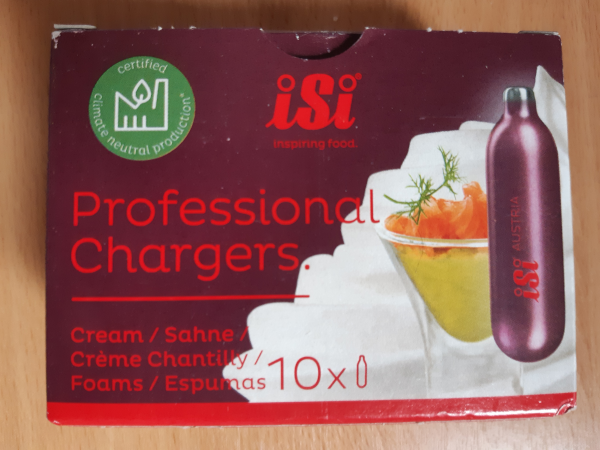 certified
climate neutral production®
iSi®
Inspiring food.
Professional
Chargers.
Cream / Sahne /
Crème Chantilly /
Foams / Espumas
10x
iSi AUSTRIA